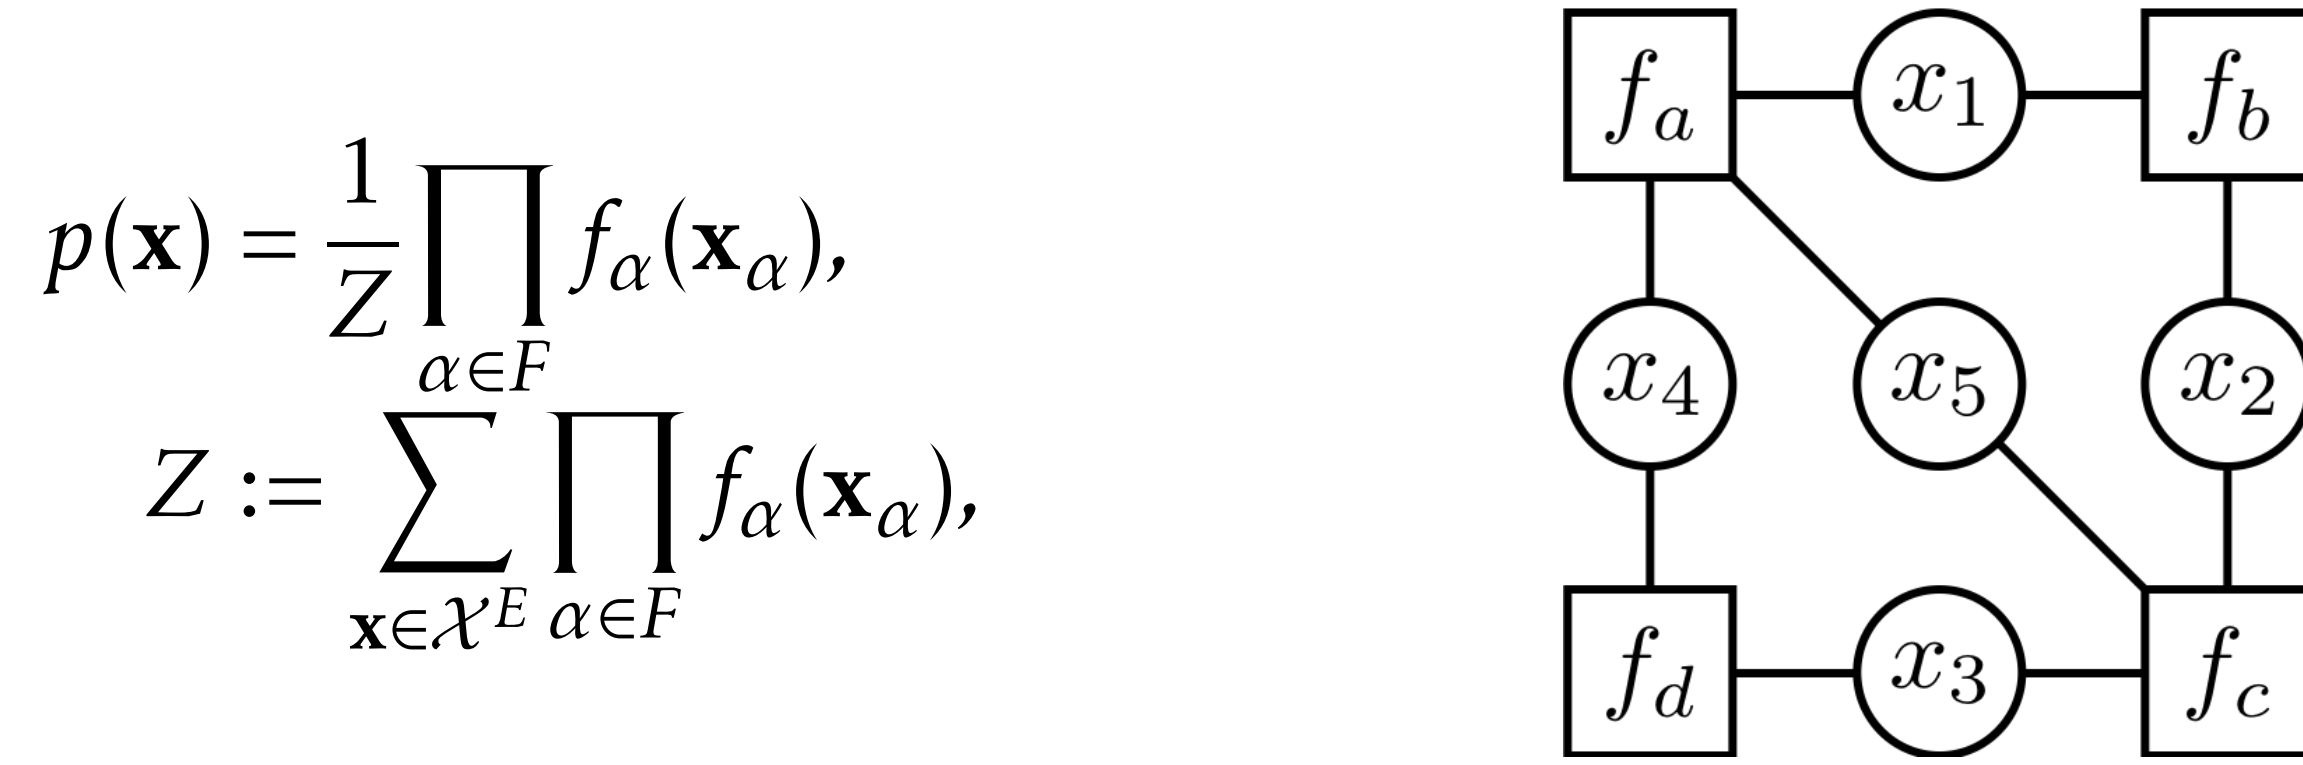 p(𝐱) = 1/Z ∏_{α∈F} f_α(𝐱_α),
Z := ∑_{𝐱∈𝒳^E} ∏_{α∈F} f_α(𝐱_α),
f_a x_1 f_b
x_4 x_5 x_2
f_d x_3 f_c